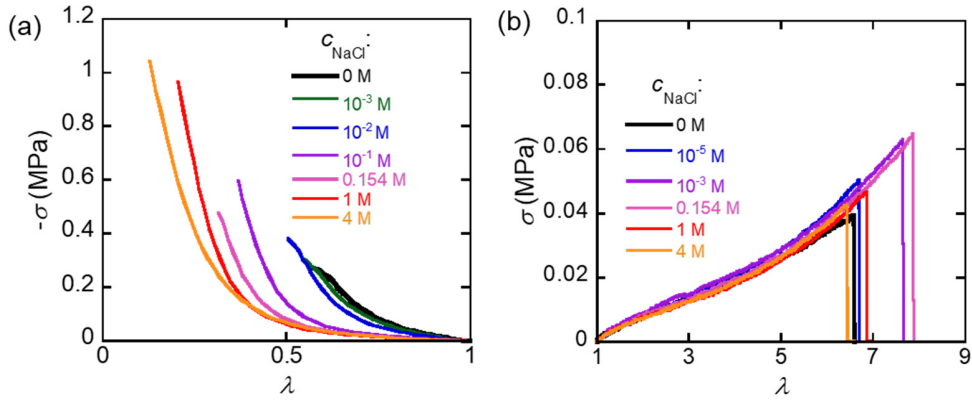 (a)
1.2
1
0.8
0.6
0.4
0.2
0
-σ (MPa)
0
0.5
1
λ
c_NaCl:
0 M
10⁻³ M
10⁻² M
10⁻¹ M
0.154 M
1 M
4 M
(b)
0.1
0.08
0.06
0.04
0.02
0
σ (MPa)
1
3
5
7
9
λ
c_NaCl:
0 M
10⁻⁵ M
10⁻³ M
0.154 M
1 M
4 M